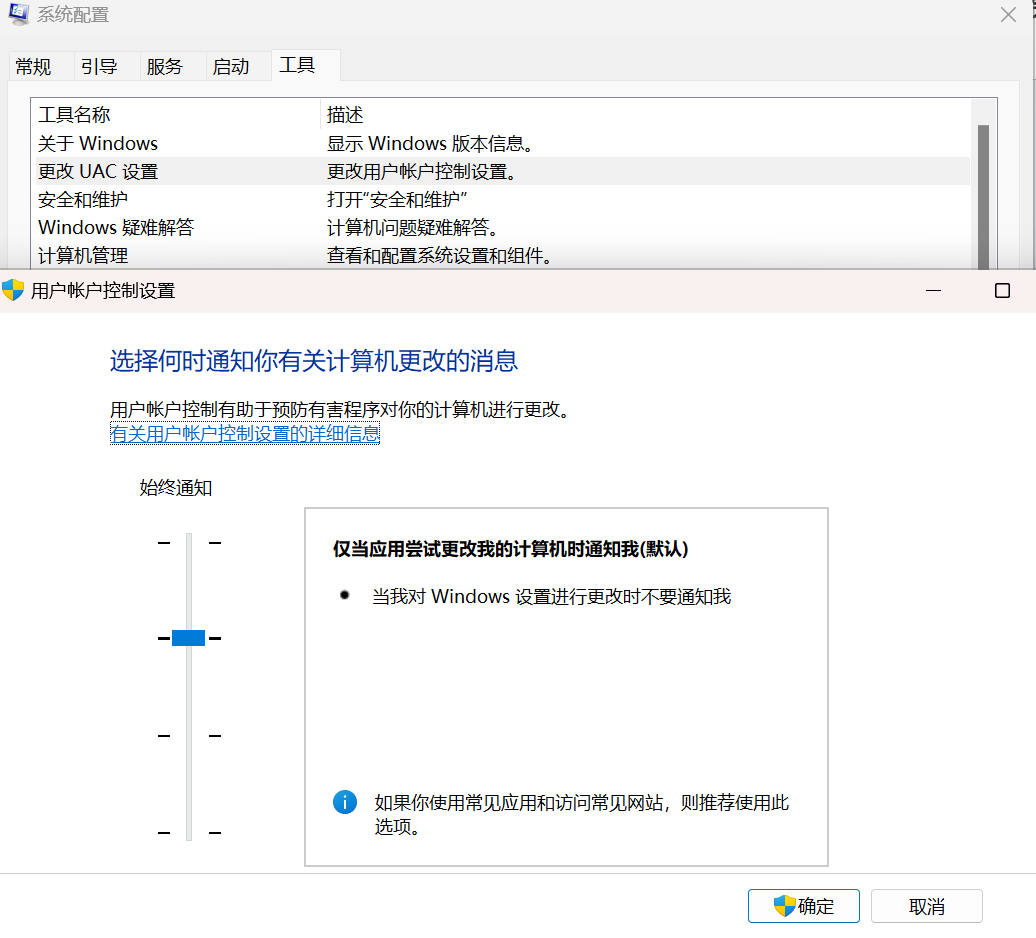 系统配置
常规 引导 服务 启动 工具
工具名称 描述
关于 Windows 显示 Windows 版本信息。
更改 UAC 设置 更改用户帐户控制设置。
安全和维护 打开“安全和维护”
Windows 疑难解答 计算机问题疑难解答。
计算机管理 查看和配置系统设置和组件。
用户帐户控制设置
选择何时通知你有关计算机更改的消息
用户帐户控制有助于预防有害程序对你的计算机进行更改。
有关用户帐户控制设置的详细信息
始终通知
仅当应用尝试更改我的计算机时通知我(默认)
● 当我对 Windows 设置进行更改时不要通知我
如果你使用常见应用和访问常见网站，则推荐使用此
选项。
确定 取消